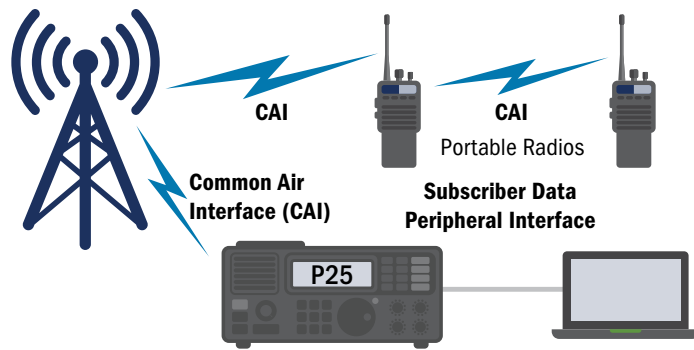 CAI
CAI
Portable Radios
Common Air
Interface (CAI)
Subscriber Data
Peripheral Interface
P25